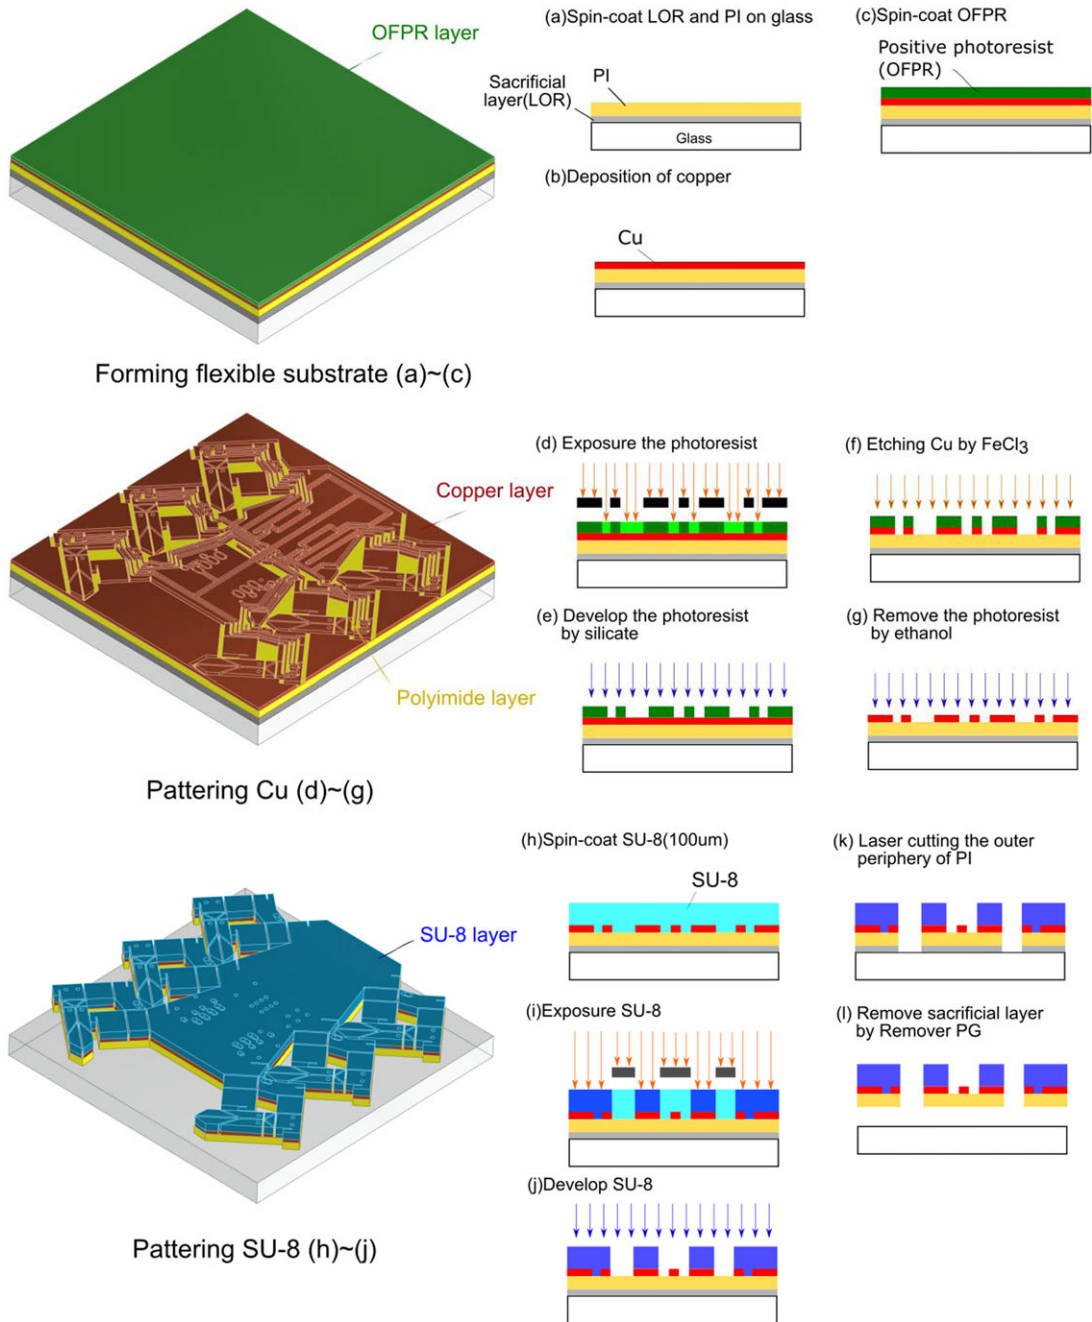 OFPR layer
(a)Spin-coat LOR and PI on glass
Sacrificial
layer(LOR)
PI
Glass
(b)Deposition of copper
Cu
(c)Spin-coat OFPR
Positive photoresist
(OFPR)
Forming flexible substrate (a)~(c)
Copper layer
Polyimide layer
(d) Exposure the photoresist
(e) Develop the photoresist
by silicate
(f) Etching Cu by FeCl3
(g) Remove the photoresist
by ethanol
Pattering Cu (d)~(g)
SU-8 layer
(h)Spin-coat SU-8(100um)
SU-8
(i)Exposure SU-8
(j)Develop SU-8
(k) Laser cutting the outer
periphery of PI
(l) Remove sacrificial layer
by Remover PG
Pattering SU-8 (h)~(j)